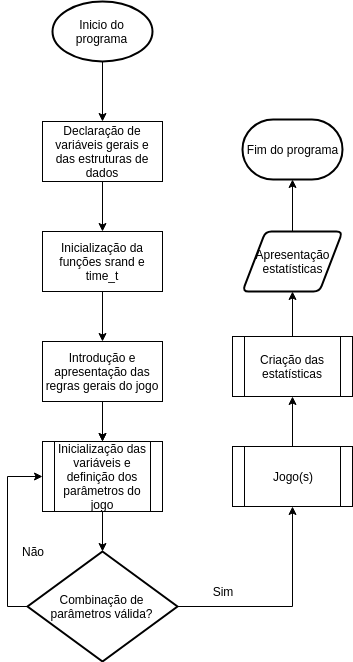 Inicio do
programa
Declaração de
variáveis gerais e
das estruturas de
dados
Inicialização da
funções srand e
time_t
Introdução e
apresentação das
regras gerais do jogo
Inicialização das
variáveis e
definição dos
parâmetros do
jogo
Não
Combinação de
parâmetros válida?
Sim
Jogo(s)
Criação das
estatísticas
Apresentação
estatísticas
Fim do programa